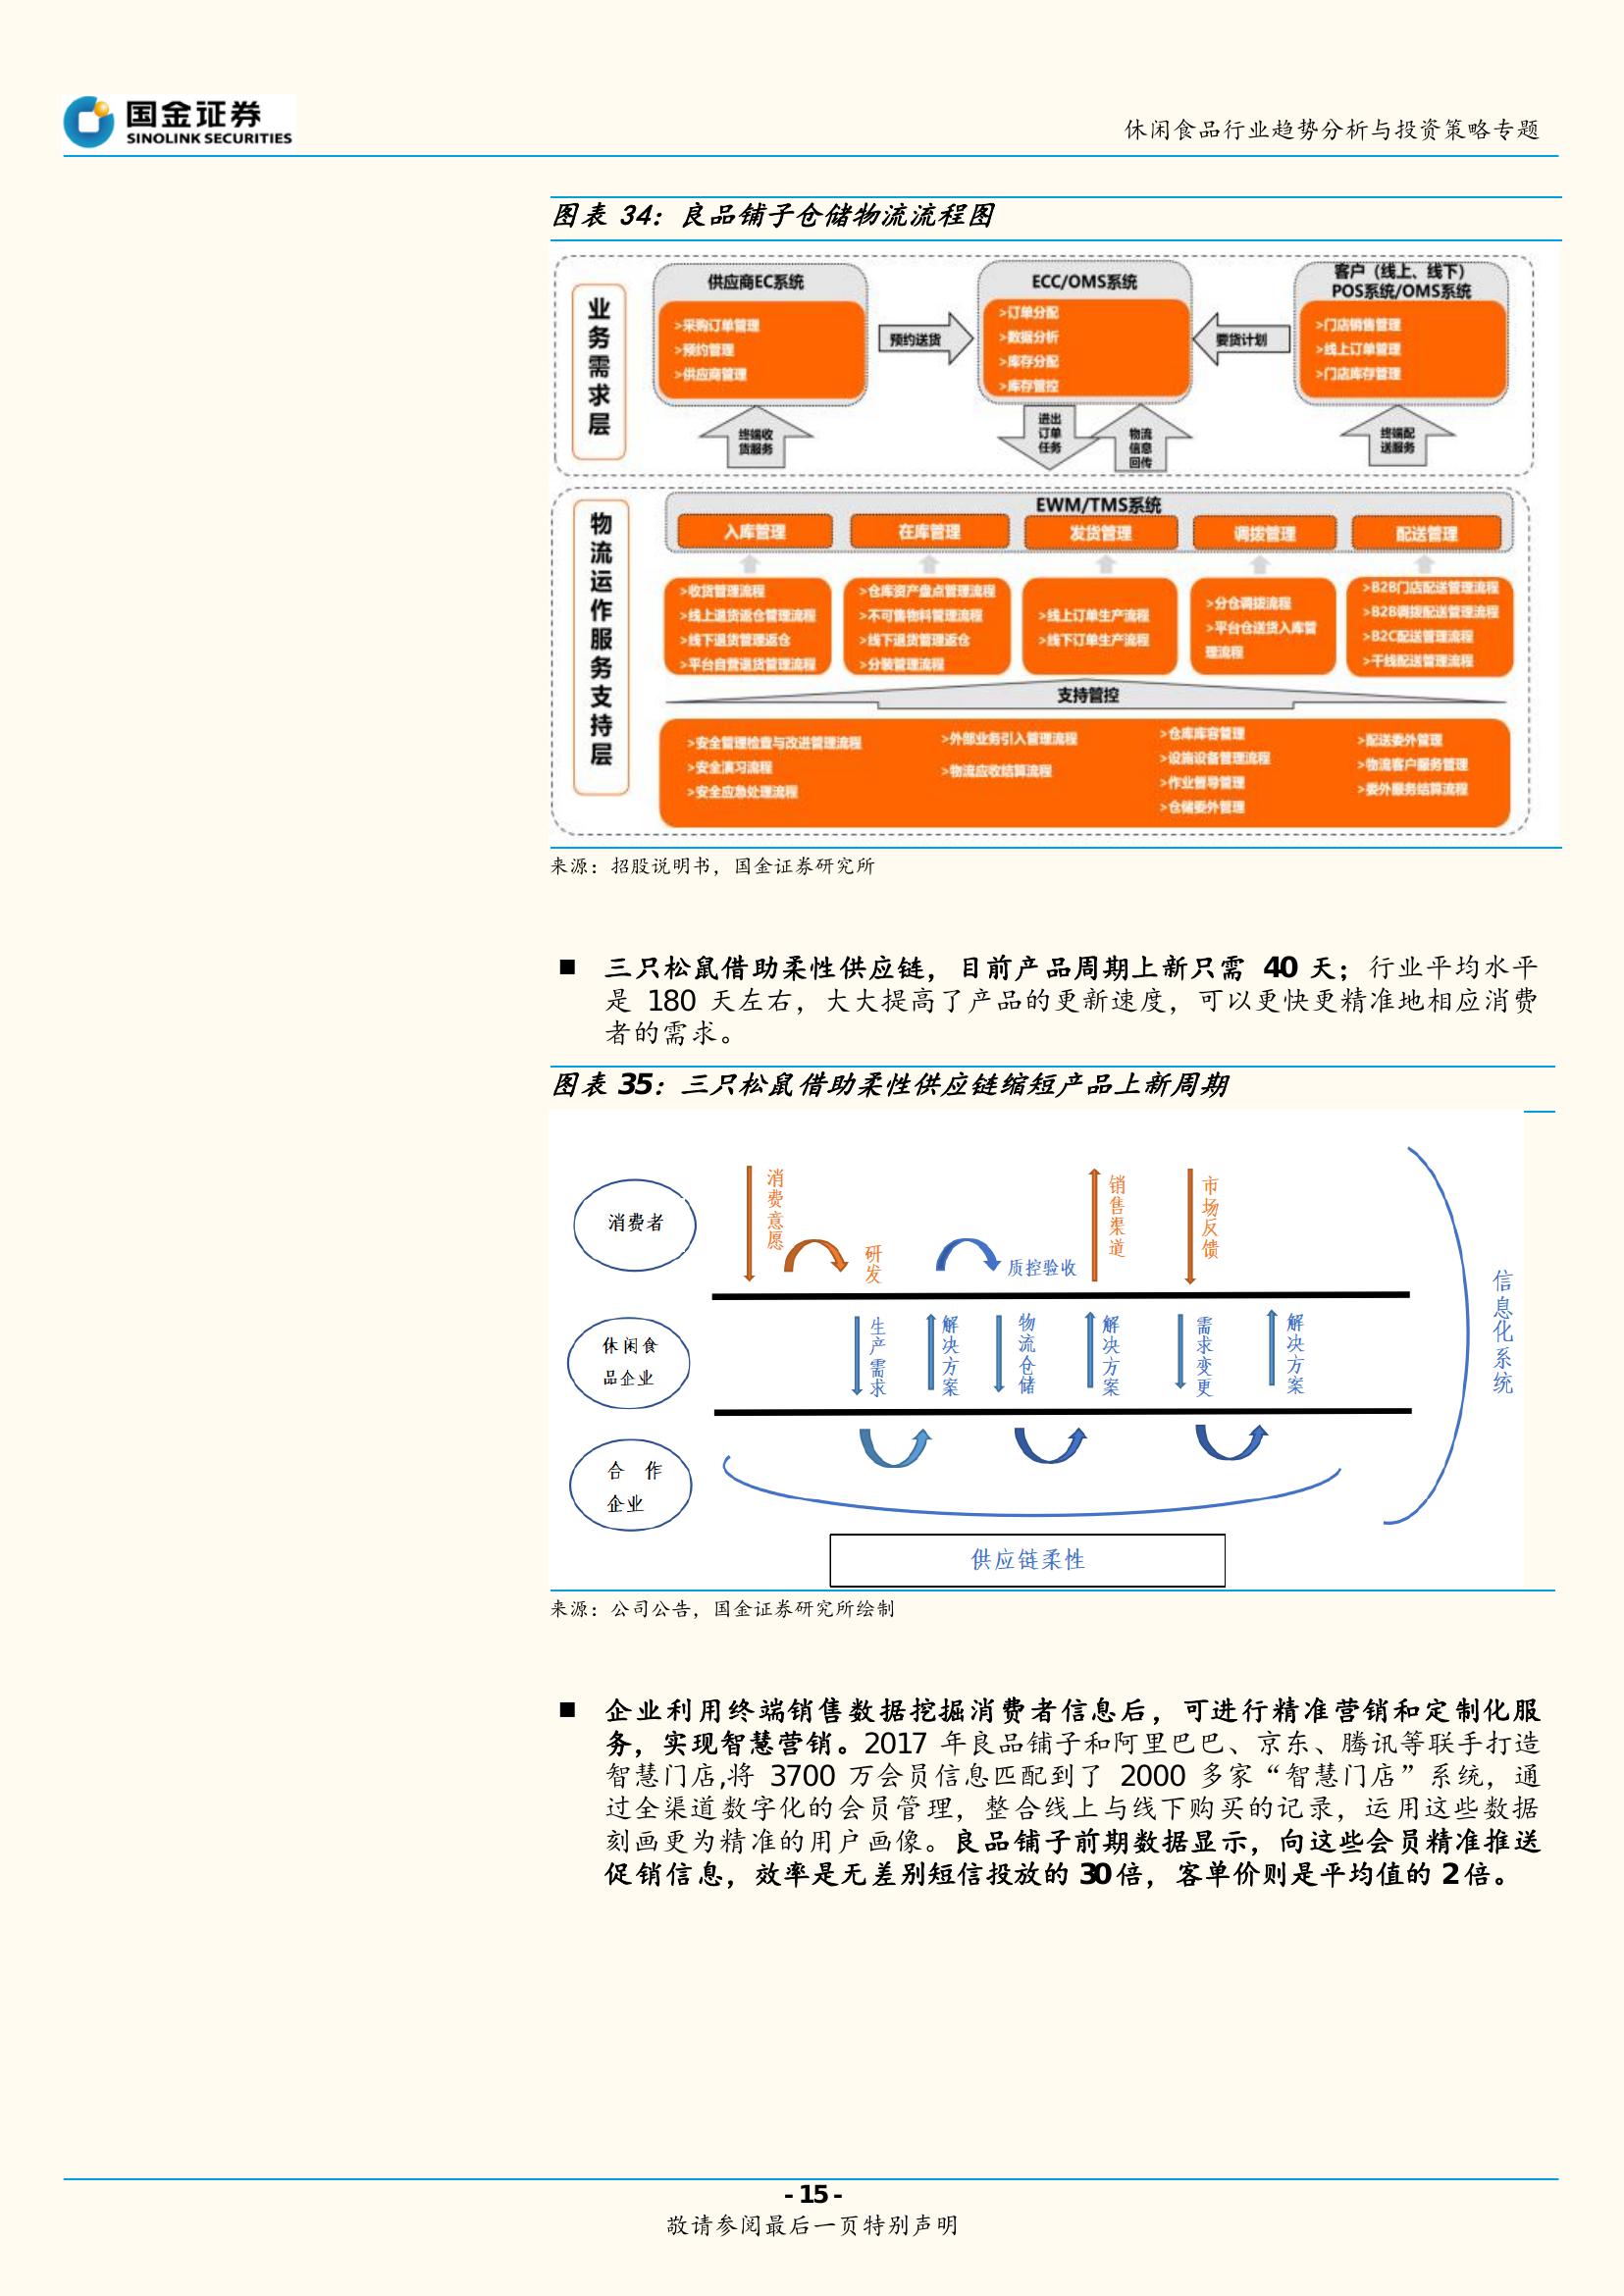 国金证券
SINOLINK SECURITIES
休闲食品行业趋势分析与投资策略专题
图表 34：良品铺子仓储物流流程图
业务需求层
供应商EC系统
>采购订单管理
>预约管理
>供应商管理
预约送货
ECC/OMS系统
>订单分配
>数据分析
>库存分配
>库存管控
要货计划
客户（线上、线下）
POS系统/OMS系统
>门店销售管理
>线上订单管理
>门店库存管理
终端收
货服务
进出
订单
任务
物流
信息
回传
终端配
送服务
物流运作服务支持层
EWM/TMS系统
入库管理
在库管理
发货管理
调拨管理
配送管理
>收货管理流程
>线上退货返仓管理流程
>线下退货管理返仓
>平台自营退货管理流程
>仓库资产盘点管理流程
>不可售物料管理流程
>线下退货管理返仓
>分装管理流程
>线上订单生产流程
>线下订单生产流程
>分仓调拨流程
>平台仓送货入库管
理流程
>B2B门店配送管理流程
>B2B调拨配送管理流程
>B2C配送管理流程
>干线配送管理流程
支持管控
>安全管理检查与改进管理流程
>安全演习流程
>安全应急处理流程
>外部业务引入管理流程
>物流应收结算流程
>仓库库容管理
>设施设备管理流程
>作业督导管理
>仓储委外管理
>配送委外管理
>物流客户服务管理
>委外服务结算流程
来源：招股说明书，国金证券研究所
■ 三只松鼠借助柔性供应链，目前产品周期上新只需 40 天；行业平均水平
是 180 天左右，大大提高了产品的更新速度，可以更快更精准地相应消费
者的需求。
图表 35：三只松鼠借助柔性供应链缩短产品上新周期
消费者
消费意愿
研发
质控验收
销售渠道
市场反馈
休闲食
品企业
生产需求
解决方案
物流仓储
解决方案
需求变更
解决方案
信息化系统
合 作
企业
供应链柔性
来源：公司公告，国金证券研究所绘制
■ 企业利用终端销售数据挖掘消费者信息后，可进行精准营销和定制化服
务，实现智慧营销。2017 年良品铺子和阿里巴巴、京东、腾讯等联手打造
智慧门店,将 3700 万会员信息匹配到了 2000 多家“智慧门店”系统，通
过全渠道数字化的会员管理，整合线上与线下购买的记录，运用这些数据
刻画更为精准的用户画像。良品铺子前期数据显示，向这些会员精准推送
促销信息，效率是无差别短信投放的 30倍，客单价则是平均值的 2倍。
- 15 -
敬请参阅最后一页特别声明